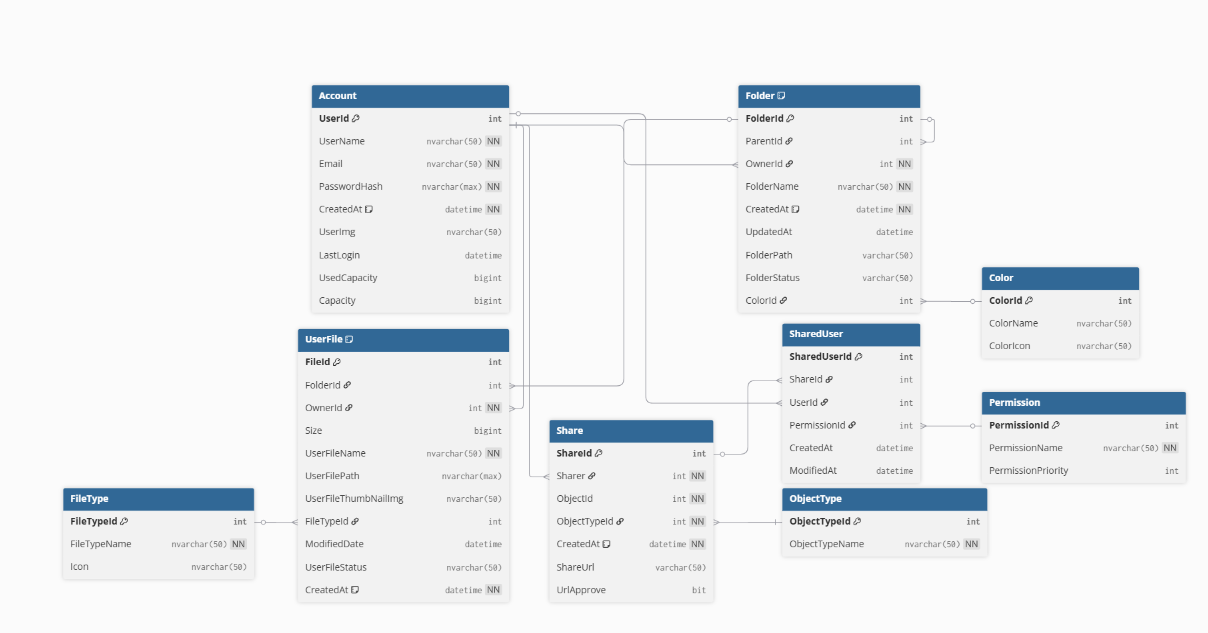 Account
UserId int
UserName nvarchar(50) NN
Email nvarchar(50) NN
PasswordHash nvarchar(max) NN
CreatedAt datetime NN
UserImg nvarchar(50)
LastLogin datetime
UsedCapacity bigint
Capacity bigint
Folder
FolderId int
ParentId int
OwnerId int NN
FolderName nvarchar(50) NN
CreatedAt datetime NN
UpdatedAt datetime
FolderPath varchar(50)
FolderStatus varchar(50)
ColorId int
Color
ColorId int
ColorName nvarchar(50)
ColorIcon nvarchar(50)
UserFile
FileId int
FolderId int
OwnerId int NN
Size bigint
UserFileName nvarchar(50) NN
UserFilePath nvarchar(max)
UserFileThumbNailImg nvarchar(50)
FileTypeId int
ModifiedDate datetime
UserFileStatus nvarchar(50)
CreatedAt datetime NN
SharedUser
SharedUserId int
ShareId int
UserId int
PermissionId int
CreatedAt datetime
ModifiedAt datetime
Permission
PermissionId int
PermissionName nvarchar(50) NN
PermissionPriority int
Share
ShareId int
Sharer int NN
ObjectId int NN
ObjectTypeId int NN
CreatedAt datetime NN
ShareUrl varchar(50)
UrlApprove bit
FileType
FileTypeId int
FileTypeName nvarchar(50) NN
Icon nvarchar(50)
ObjectType
ObjectTypeId int
ObjectTypeName nvarchar(50) NN